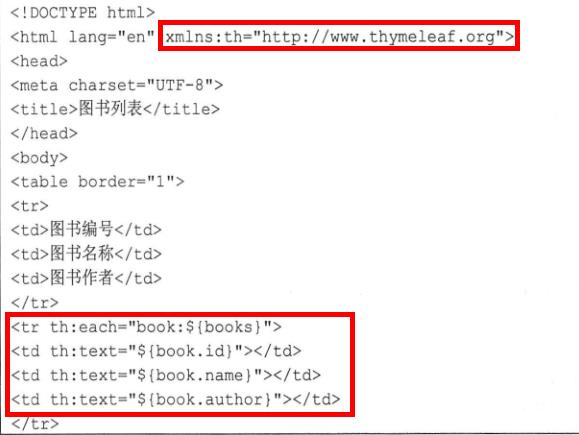 <!DOCTYPE html>
<html lang="en" xmlns:th="http://www.thymeleaf.org">
<head>
<meta charset="UTF-8">
<title>图书列表</title>
</head>
<body>
<table border="1">
<tr>
<td>图书编号</td>
<td>图书名称</td>
<td>图书作者</td>
</tr>
<tr th:each="book:${books}">
<td th:text="${book.id}"></td>
<td th:text="${book.name}"></td>
<td th:text="${book.author}"></td>
</tr>